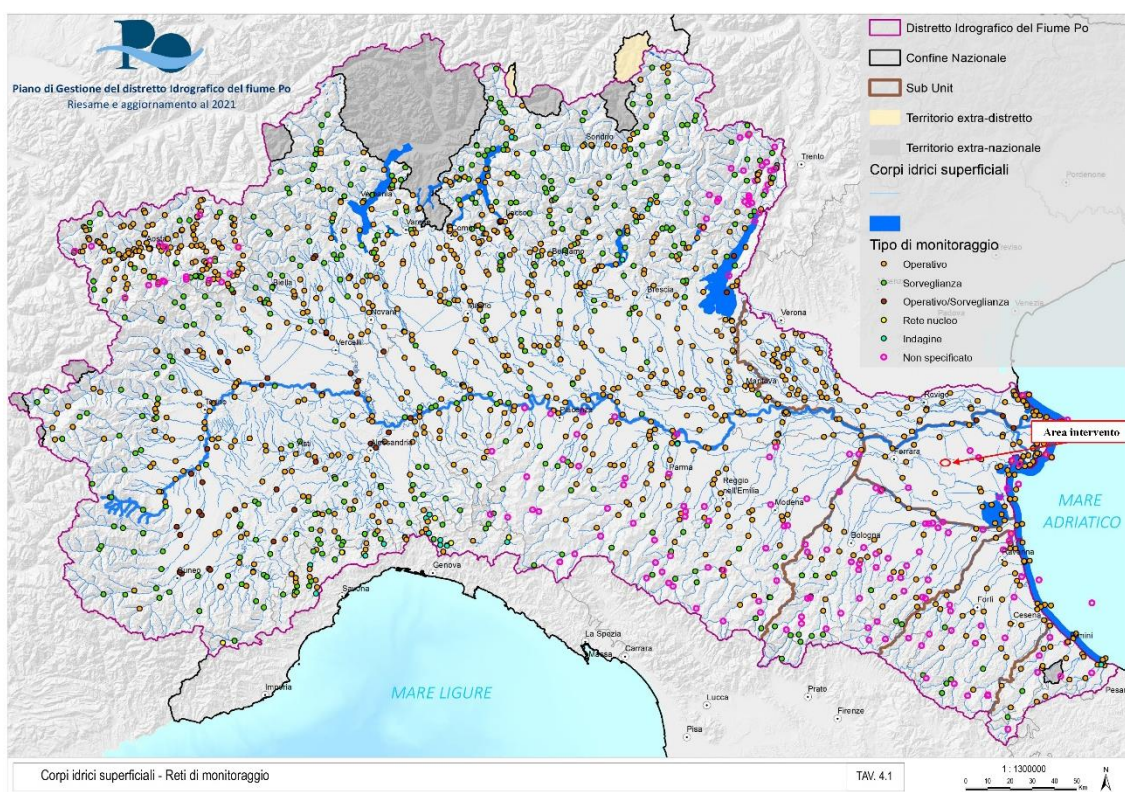 Po
Piano di Gestione del distretto Idrografico del fiume Po
Riesame e aggiornamento al 2021
Distretto Idrografico del Fiume Po
Confine Nazionale
Sub Unit
Territorio extra-distretto
Territorio extra-nazionale
Corpi idrici superficiali
Tipo di monitoraggio
Operativo
Sorveglianza
Operativo/Sorveglianza
Rete nucleo
Indagine
Non specificato
Sondrio
Trento
Pordenone
Lecco
Bergamo
Biella
Brescia
Verona
Venezia
Padova
Novara
Vercelli
Mantova
Rovigo
Piacenza
Area intervento
Asti
Alessandria
Parma
Ferrara
Reggio
nell'Emilia
Modena
MARE
ADRIATICO
Bologna
Cuneo
Genova
Savona
Forlì
Cesena
La Spezia
Massa
Carrara
Imperia
MARE LIGURE
Lucca
Prato
Firenze
Pisa
Corpi idrici superficiali - Reti di monitoraggio
TAV. 4.1
1 : 1300000
0 10 20 30 40 50
Km
N